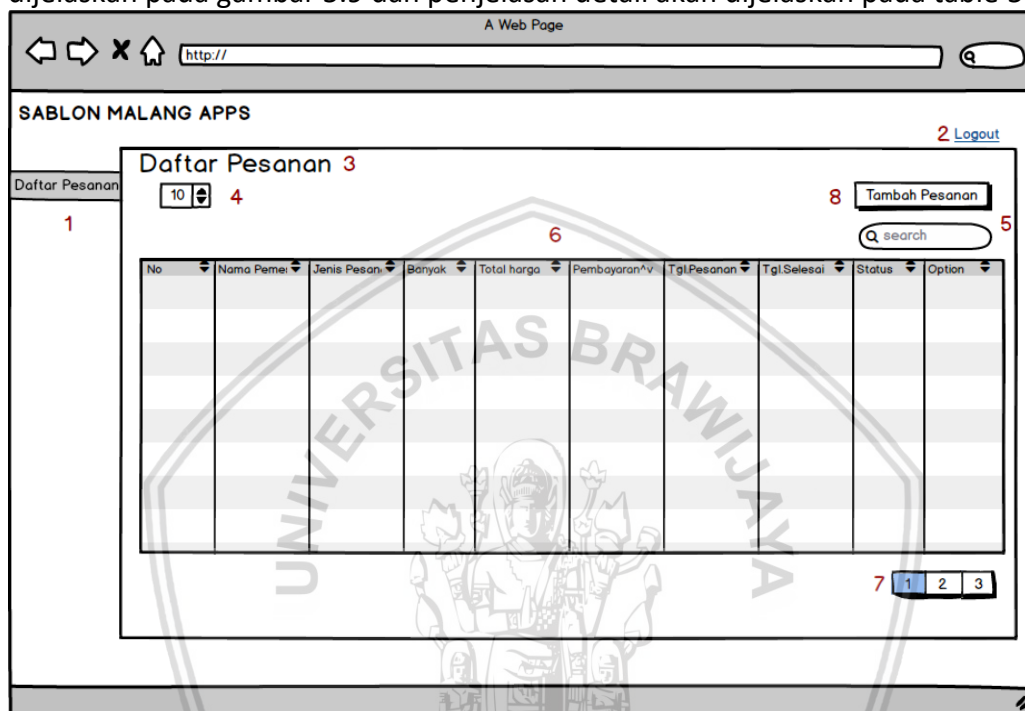 dijelaskan pada gambar 5.9 dan penjelasan detail akan dijelaskan pada table 5
A Web Page
http://
SABLON MALANG APPS
2 Logout
Daftar Pesanan 3
Daftar Pesanan
10 4
8 Tambah Pesanan
1
search 5
6
No Nama Pemes Jenis Pesan Banyak Total harga Pembayaran^v Tgl.Pesanan Tgl.Selesai Status Option
UNIVERSITAS BRAWIJAYA
7 1 2 3